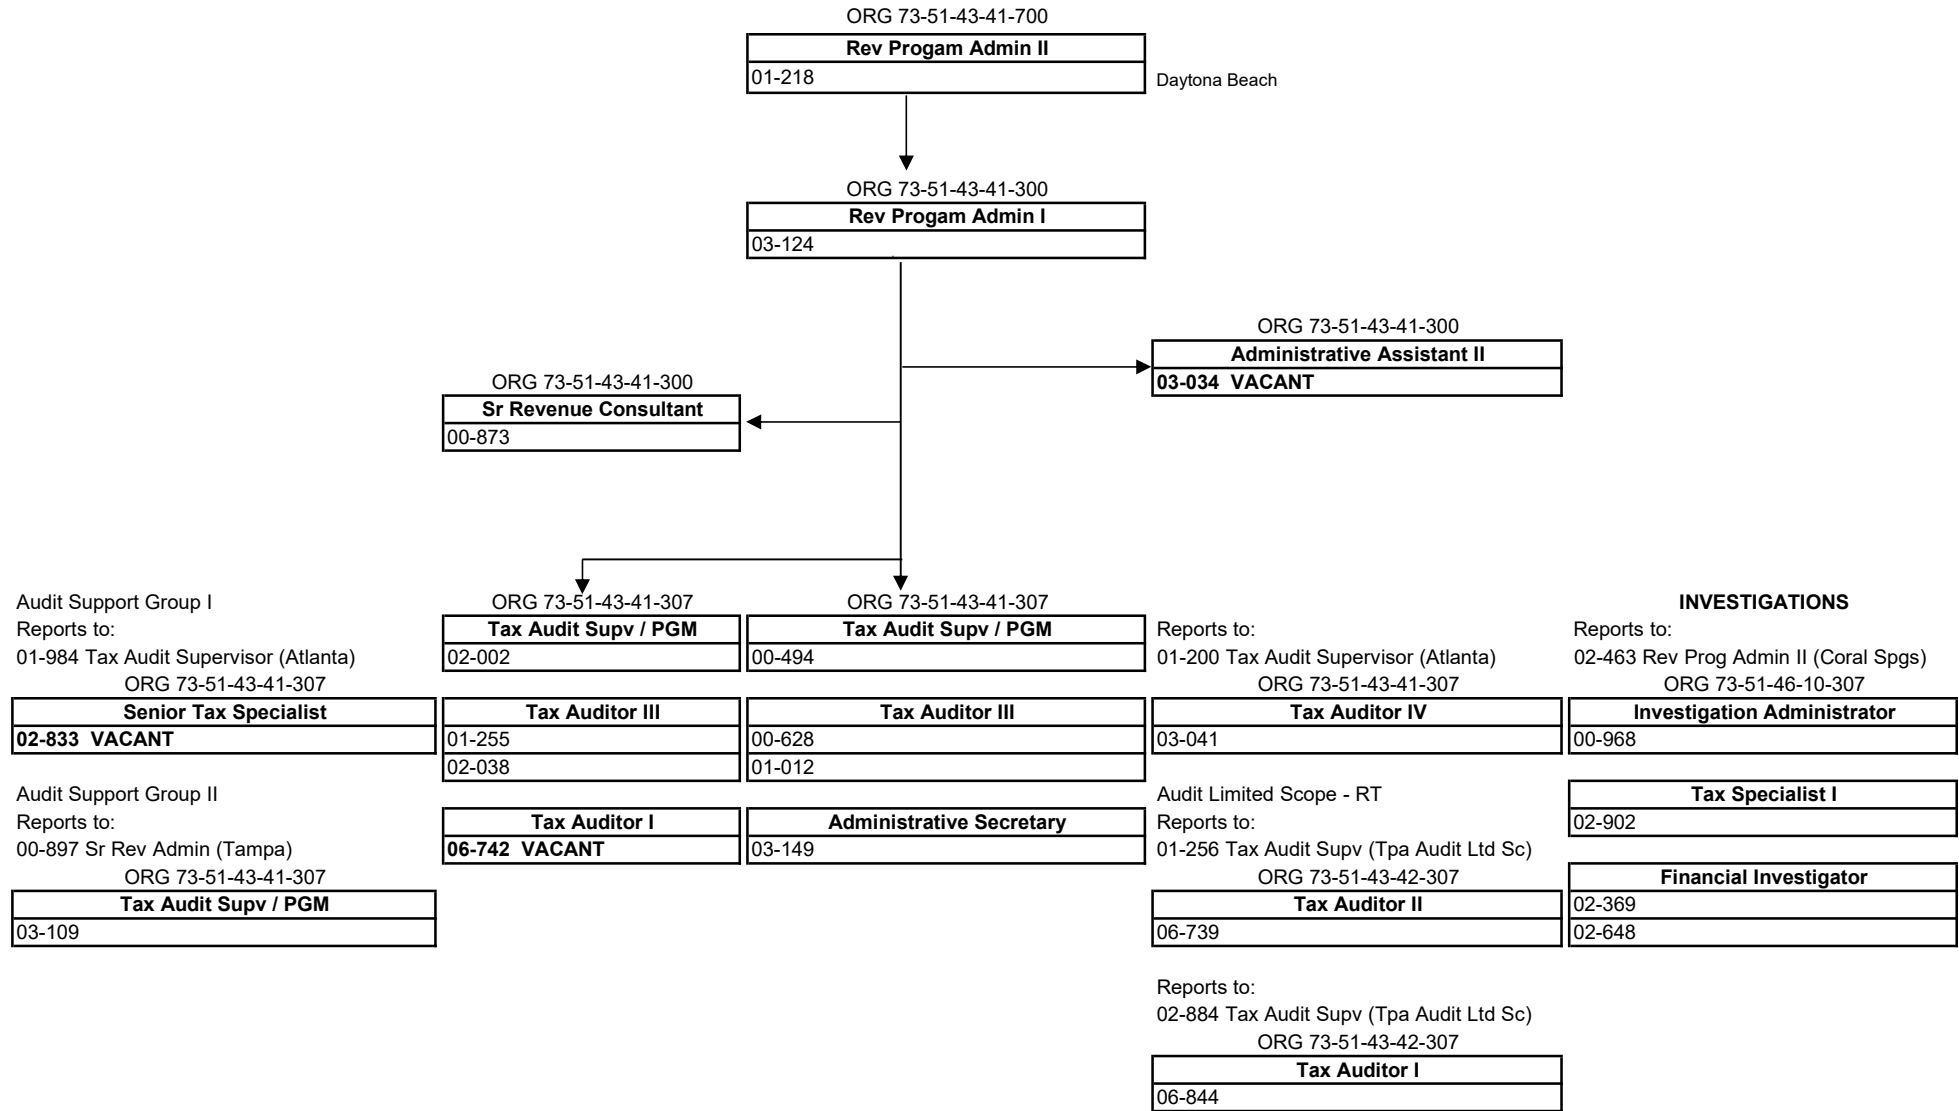 ORG 73-51-43-41-700
Rev Progam Admin II
01-218
Daytona Beach
ORG 73-51-43-41-300
Rev Progam Admin I
03-124
ORG 73-51-43-41-300
Administrative Assistant II
03-034 VACANT
ORG 73-51-43-41-300
Sr Revenue Consultant
00-873
Audit Support Group I
Reports to:
01-984 Tax Audit Supervisor (Atlanta)
ORG 73-51-43-41-307
Senior Tax Specialist
02-833 VACANT
Audit Support Group II
Reports to:
00-897 Sr Rev Admin (Tampa)
ORG 73-51-43-41-307
Tax Audit Supv / PGM
03-109
ORG 73-51-43-41-307
Tax Audit Supv / PGM
02-002
Tax Auditor III
01-255
02-038
Tax Auditor I
06-742 VACANT
ORG 73-51-43-41-307
Tax Audit Supv / PGM
00-494
Tax Auditor III
00-628
01-012
Administrative Secretary
03-149
Reports to:
01-200 Tax Audit Supervisor (Atlanta)
ORG 73-51-43-41-307
Tax Auditor IV
03-041
Audit Limited Scope - RT
Reports to:
01-256 Tax Audit Supv (Tpa Audit Ltd Sc)
ORG 73-51-43-42-307
Tax Auditor II
06-739
Reports to:
02-884 Tax Audit Supv (Tpa Audit Ltd Sc)
ORG 73-51-43-42-307
Tax Auditor I
06-844
INVESTIGATIONS
Reports to:
02-463 Rev Prog Admin II (Coral Spgs)
ORG 73-51-46-10-307
Investigation Administrator
00-968
Tax Specialist I
02-902
Financial Investigator
02-369
02-648